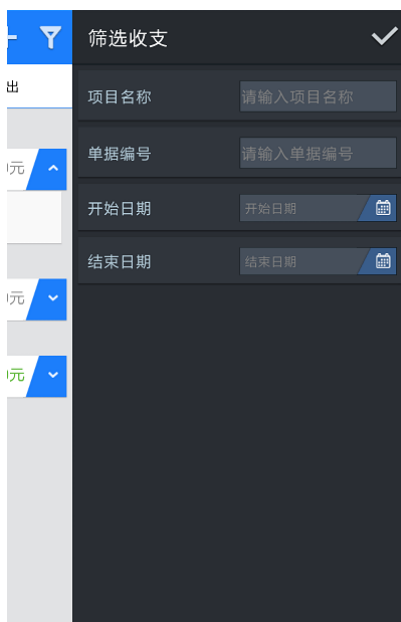 筛选收支
出
项目名称 请输入项目名称
元
单据编号 请输入单据编号
开始日期 开始日期
结束日期 结束日期
元
元